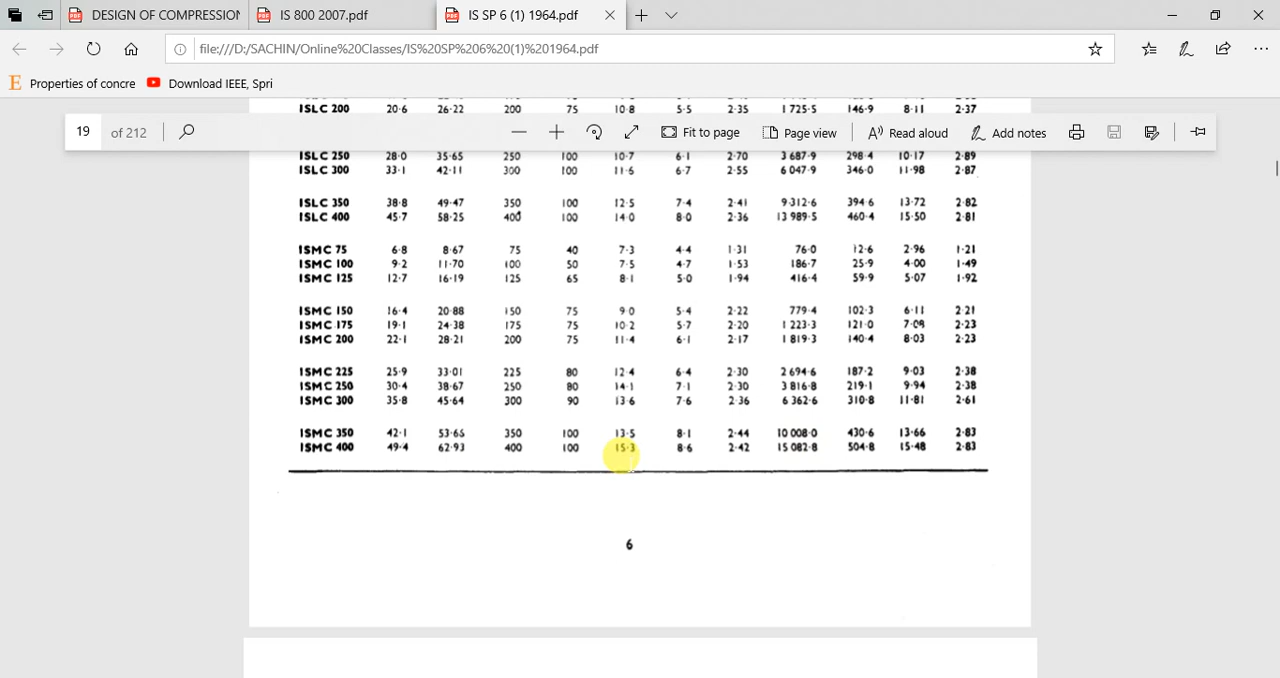 DESIGN OF COMPRESSION IS 800 2007.pdf IS SP 6 (1) 1964.pdf
file:///D:/SACHIN/Online%20Classes/IS%20SP%206%20(1)%201964.pdf
E Properties of concre Download IEEE, Spri
ISLC 200 20·6 26·22 200 75 10·8 5·5 2·35 1 725·5 146·9 8·11 2·37
19 of 212 Fit to page Page view Read aloud Add notes
ISLC 250 28·0 35·65 250 100 10·7 6·1 2·70 3 687·9 298·4 10·17 2·89
ISLC 300 33·1 42·11 300 100 11·6 6·7 2·55 6 047·9 346·0 11·98 2·87
ISLC 350 38·8 49·47 350 100 12·5 7·4 2·41 9·312·6 394·6 13·72 2·82
ISLC 400 45·7 58·25 400 100 14·0 8·0 2·36 13 989·5 460·4 15·50 2·81
ISMC 75 6·8 8·67 75 40 7·3 4·4 1·31 76·0 12·6 2·96 1·21
ISMC 100 9·2 11·70 100 50 7·5 4·7 1·53 186·7 25·9 4·00 1·49
ISMC 125 12·7 16·19 125 65 8·1 5·0 1·94 416·4 59·9 5·07 1·92
ISMC 150 16·4 20·88 150 75 9·0 5·4 2·22 779·4 102·3 6·11 2·21
ISMC 175 19·1 24·38 175 75 10·2 5·7 2·20 1 223·3 121·0 7·08 2·23
ISMC 200 22·1 28·21 200 75 11·4 6·1 2·17 1 819·3 140·4 8·03 2·23
ISMC 225 25·9 33·01 225 80 12·4 6·4 2·30 2 694·6 187·2 9·03 2·38
ISMC 250 30·4 38·67 250 80 14·1 7·1 2·30 3 816·8 219·1 9·94 2·38
ISMC 300 35·8 45·64 300 90 13·6 7·6 2·36 6 362·6 310·8 11·81 2·61
ISMC 350 42·1 53·66 350 100 13·5 8·1 2·44 10 008·0 430·6 13·66 2·83
ISMC 400 49·4 62·93 400 100 15·3 8·6 2·42 15 082·8 504·8 15·48 2·83
6